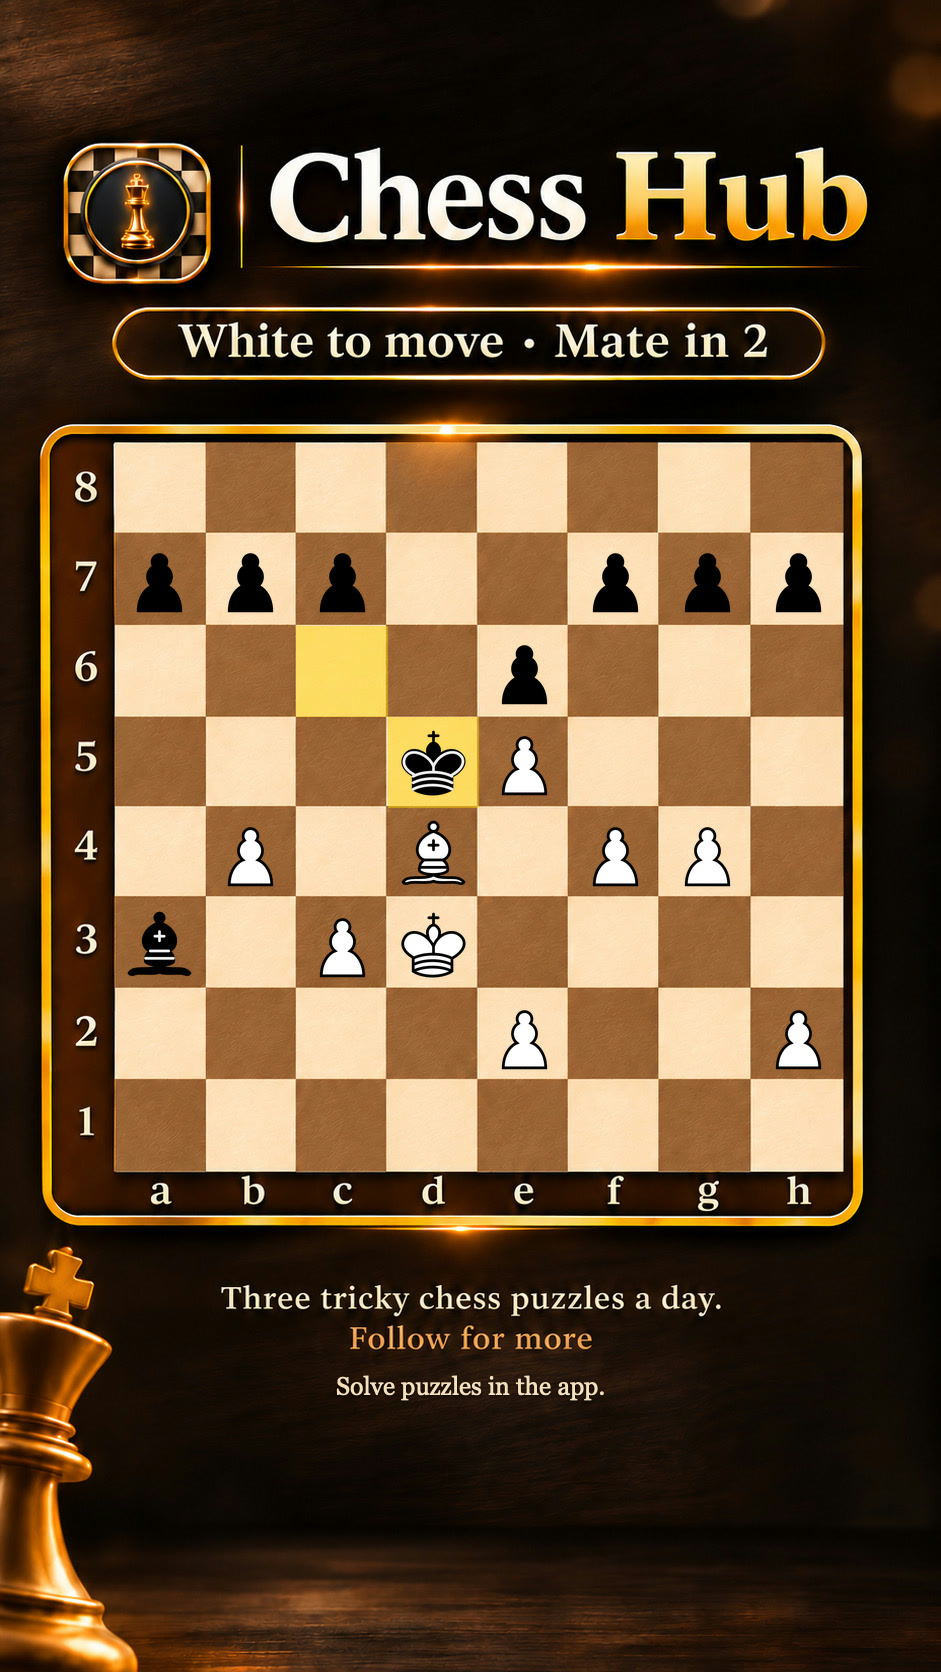 Chess Hub
White to move • Mate in 2
8
7
6
5
4
3
2
1
a b c d e f g h
Three tricky chess puzzles a day.
Follow for more
Solve puzzles in the app.